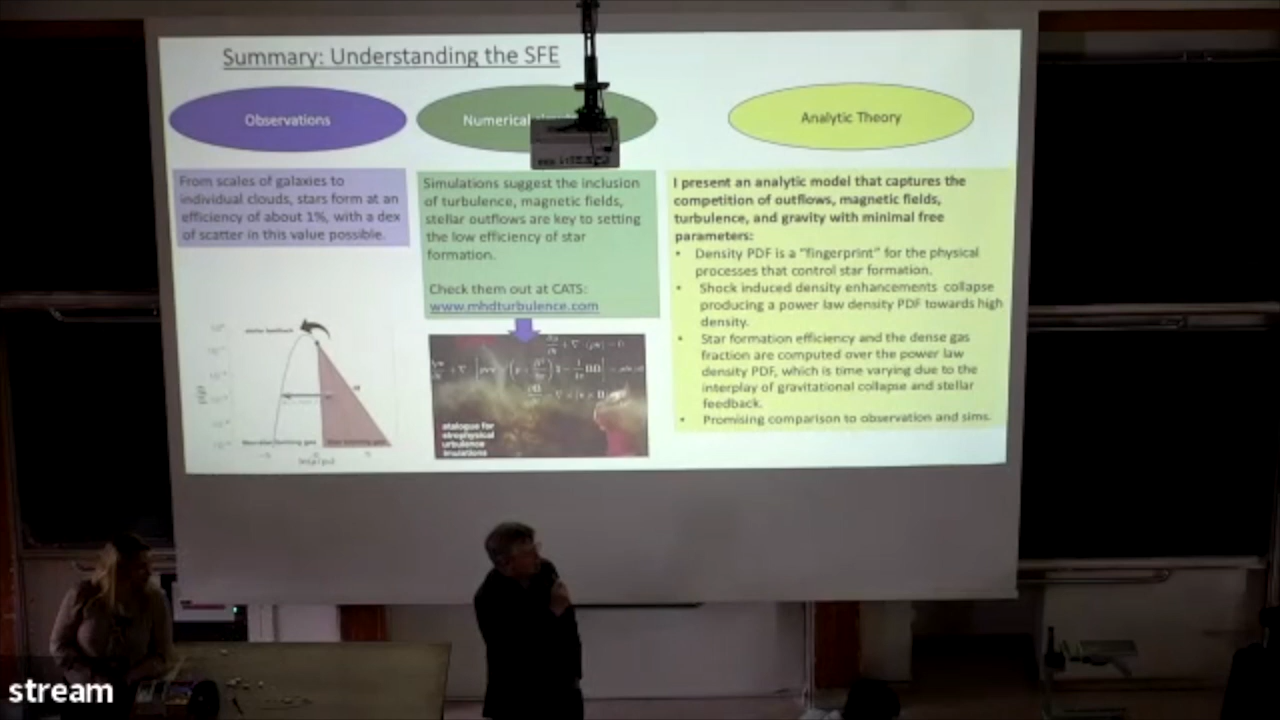 Summary: Understanding the SFE
Observations
Numerical
Analytic Theory
From scales of galaxies to
individual clouds, stars form at an
efficiency of about 1%, with a dex
of scatter in this value possible.
Simulations suggest the inclusion
of turbulence, magnetic fields,
stellar outflows are key to setting
the low efficiency of star
formation.
Check them out at CATS:
www.mhdturbulence.com
I present an analytic model that captures the
competition of outflows, magnetic fields,
turbulence, and gravity with minimal free
parameters:
• Density PDF is a "fingerprint" for the physical
processes that control star formation.
• Shock induced density enhancements collapse
producing a power law density PDF towards high
density.
• Star formation efficiency and the dense gas
fraction are computed over the power law
density PDF, which is time varying due to the
interplay of gravitational collapse and stellar
feedback.
• Promising comparison to observation and sims.
stellar feedback
atalogue for
strophysical
urbulence
imulations
stream